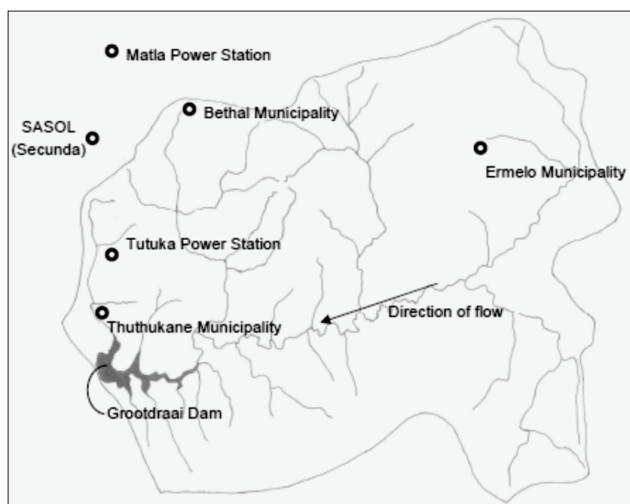 Matla Power Station
Bethal Municipality
SASOL
(Secunda)
Ermelo Municipality
Tutuka Power Station
Thuthukane Municipality
Direction of flow
Grootdraai Dam